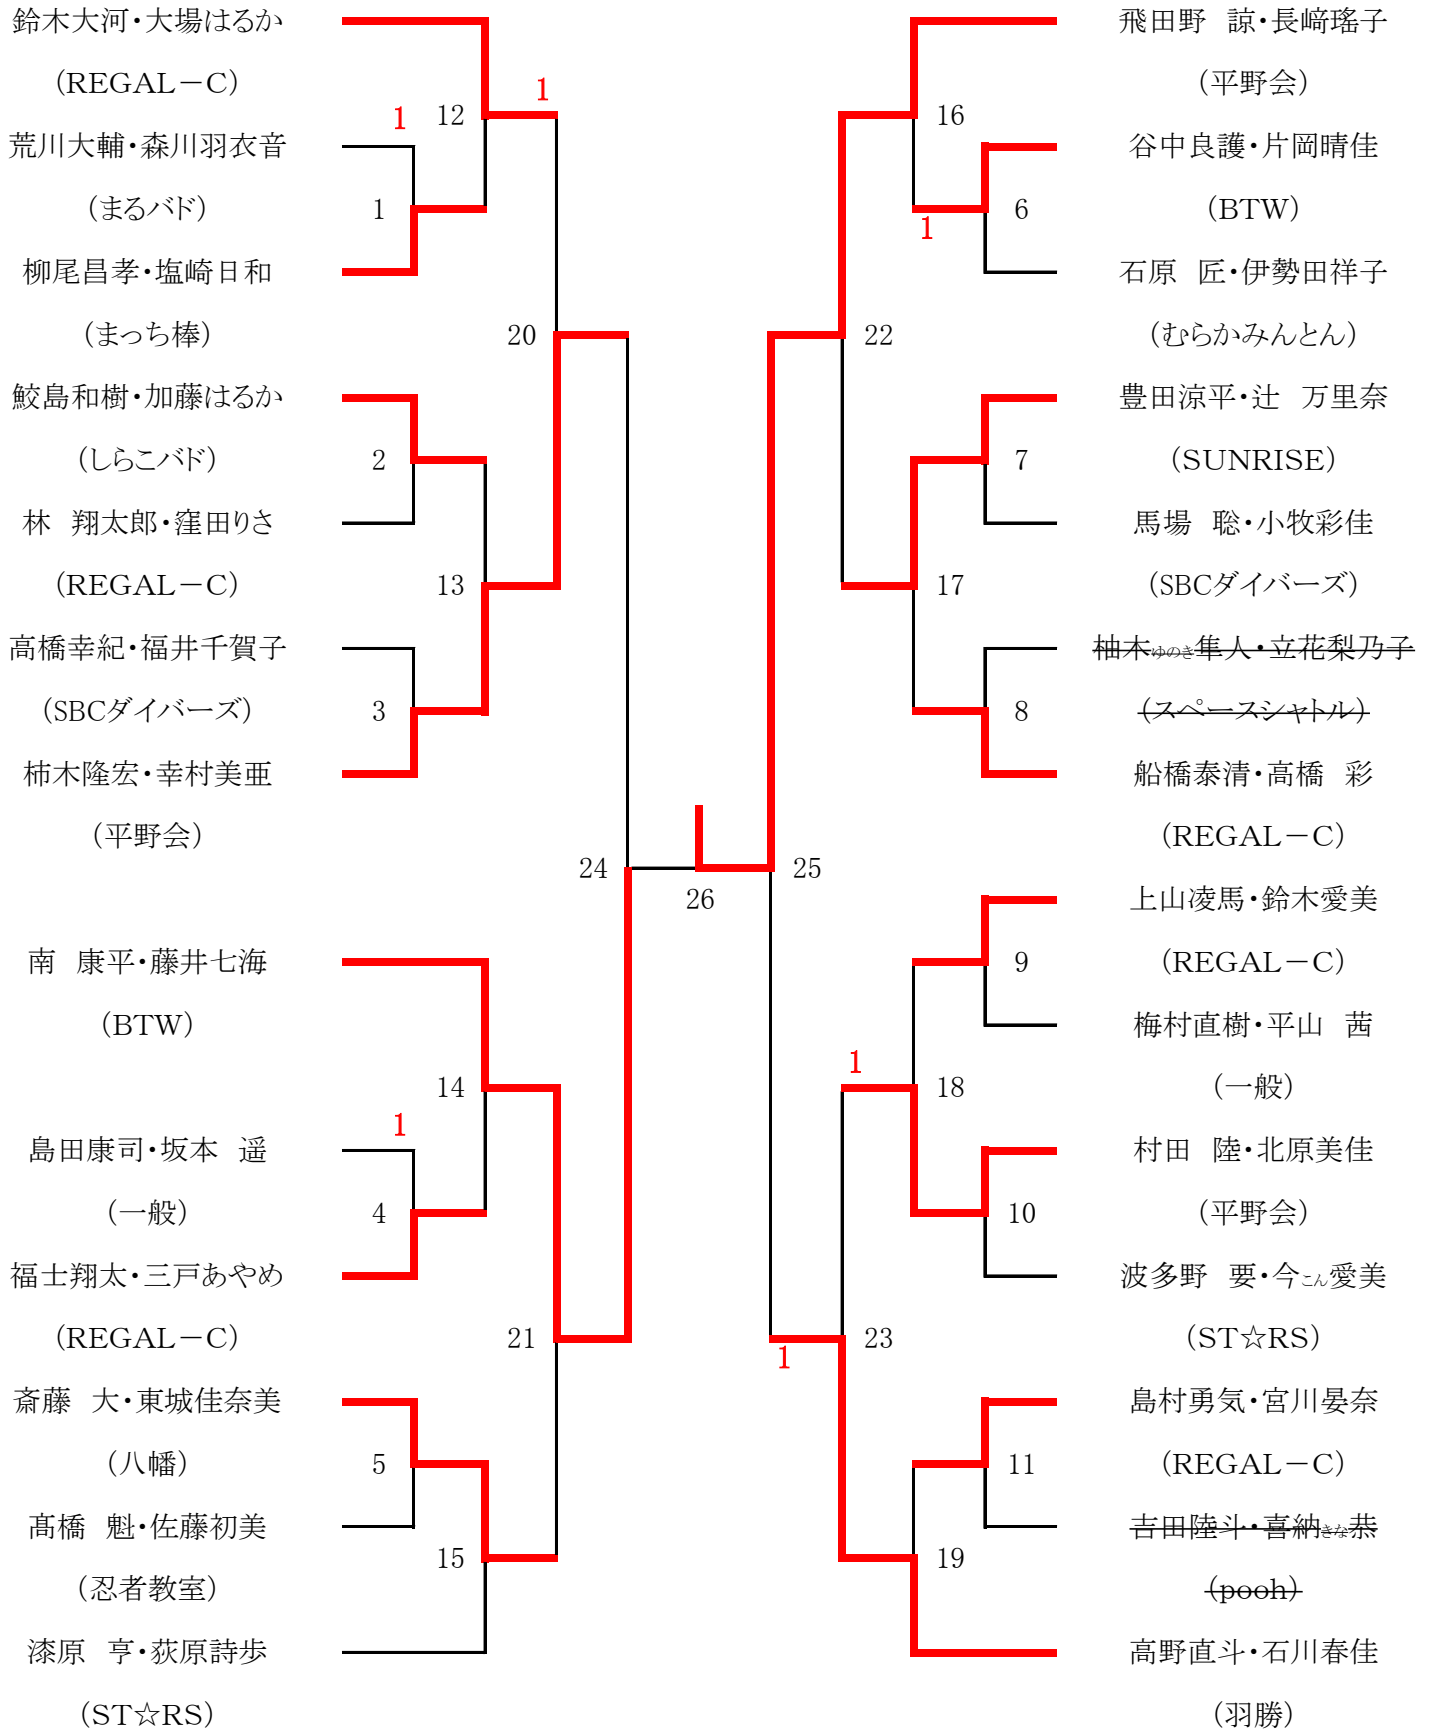 鈴木大河・大場はるか
(REGAL－C)
荒川大輔・森川羽衣音
(まるバド)
柳尾昌孝・塩崎日和
(まっち棒)
鮫島和樹・加藤はるか
(しらこバド)
林　翔太郎・窪田りさ
(REGAL－C)
高橋幸紀・福井千賀子
(SBCダイバーズ)
柿木隆宏・幸村美亜
(平野会)
南　康平・藤井七海
(BTW)
島田康司・坂本　遥
(一般)
福士翔太・三戸あやめ
(REGAL－C)
斎藤　大・東城佳奈美
(八幡)
髙橋　魁・佐藤初美
(忍者教室)
漆原　亨・荻原詩歩
(ST☆RS)
1
1
2
3
1
4
5
12
13
14
15
1
20
21
24
26
25
22
1
23
16
1
17
1
18
19
6
7
8
9
10
11
飛田野　諒・長﨑瑤子
(平野会)
谷中良護・片岡晴佳
(BTW)
石原　匠・伊勢田祥子
(むらかみんとん)
豊田涼平・辻　万里奈
(SUNRISE)
馬場　聡・小牧彩佳
(SBCダイバーズ)
柚木ゆのき隼人・立花梨乃子
(スペースシャトル)
船橋泰清・高橋　彩
(REGAL－C)
上山凌馬・鈴木愛美
(REGAL－C)
梅村直樹・平山　茜
(一般)
村田　陸・北原美佳
(平野会)
波多野　要・今こん愛美
(ST☆RS)
島村勇気・宮川晏奈
(REGAL－C)
吉田陸斗・喜納きな恭
(pooh)
高野直斗・石川春佳
(羽勝)